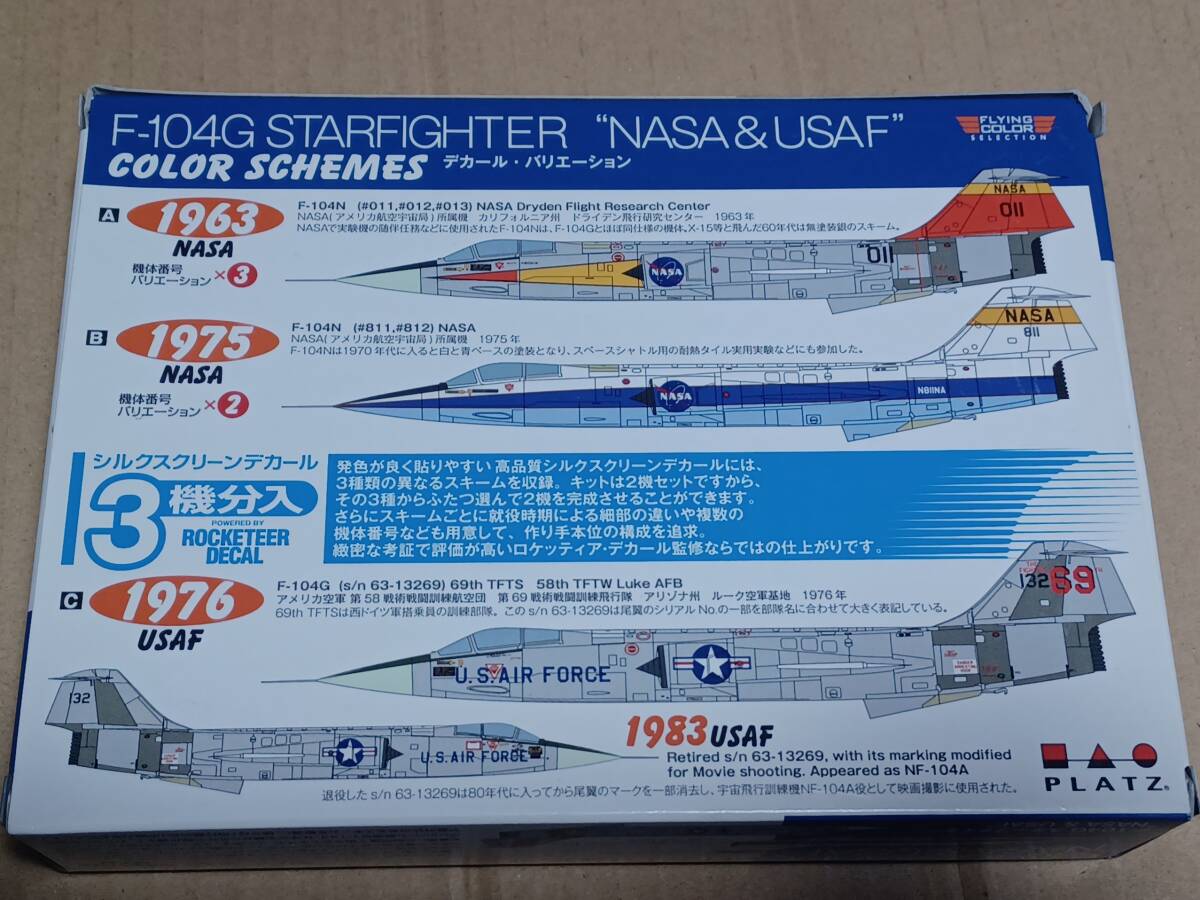 F-104G STARFIGHTER "NASA & USAF"
COLOR SCHEMES デカール・バリエーション
FLYING
COLOR
SELECTION
A 1963
NASA
機体番号
バリエーション ×3
F-104N (#011,#012,#013) NASA Dryden Flight Research Center
NASA(アメリカ航空宇宙局)所属機 カリフォルニア州 ドライデン飛行研究センター 1963年
NASAで実験機の随伴任務などに使用されたF-104Nは、F-104Gとほぼ同仕様の機体。X-15等と飛んだ60年代は無塗装銀のスキーム。
NASA
011
011
NASA
B 1975
NASA
機体番号
バリエーション ×2
F-104N (#811,#812) NASA
NASA(アメリカ航空宇宙局)所属機 1975年
F-104Nは1970年代に入ると白と青ベースの塗装となり、スペースシャトル用の耐熱タイル実用実験などにも参加した。
NASA
811
NASA
N811NA
シルクスクリーンデカール
3機分入
POWERED BY
ROCKETEER
DECAL
発色が良く貼りやすい高品質シルクスクリーンデカールには、
3種類の異なるスキームを収録。キットは2機セットですから、
その3種からふたつ選んで2機を完成させることができます。
さらにスキームごとに就役時期による細部の違いや複数の
機体番号なども用意して、作り手本位の構成を追求。
緻密な考証で評価が高いロケッティア・デカール監修ならではの仕上がりです。
C 1976
USAF
F-104G (s/n 63-13269) 69th TFTS 58th TFTW Luke AFB
アメリカ空軍 第58戦術戦闘訓練航空団 第69戦術戦闘訓練飛行隊 アリゾナ州 ルーク空軍基地 1976年
69th TFTSは西ドイツ軍搭乗員の訓練部隊。このs/n 63-13269は尾翼のシリアルNo.の一部を部隊名に合わせて大きく表記している。
13269
U.S. AIR FORCE
132
U.S. AIR FORCE
1983 USAF
Retired s/n 63-13269, with its marking modified
for Movie shooting. Appeared as NF-104A
退役したs/n 63-13269は80年代に入ってから尾翼のマークを一部消去し、宇宙飛行訓練機NF-104A役として映画撮影に使用された。
PLATZ®